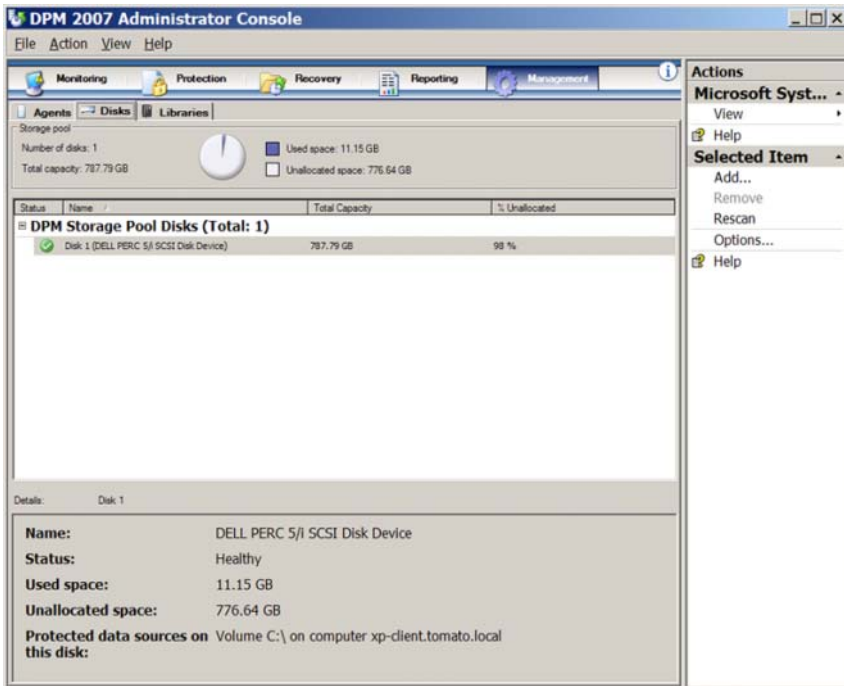 DPM 2007 Administrator Console
File Action View Help
Monitoring Protection Recovery Reporting Management
Agents Disks Libraries
Storage pool
Number of disks: 1
Total capacity: 787.79 GB
Used space: 11.15 GB
Unallocated space: 776.64 GB
Status Name Total Capacity % Unallocated
DPM Storage Pool Disks (Total: 1)
Disk 1 (DELL PERC 5/i SCSI Disk Device) 787.79 GB 98 %
Details: Disk 1
Name: DELL PERC 5/i SCSI Disk Device
Status: Healthy
Used space: 11.15 GB
Unallocated space: 776.64 GB
Protected data sources on this disk: Volume C:\ on computer xp-client.tomato.local
Actions
Microsoft Syst...
View
Help
Selected Item
Add...
Remove
Rescan
Options...
Help